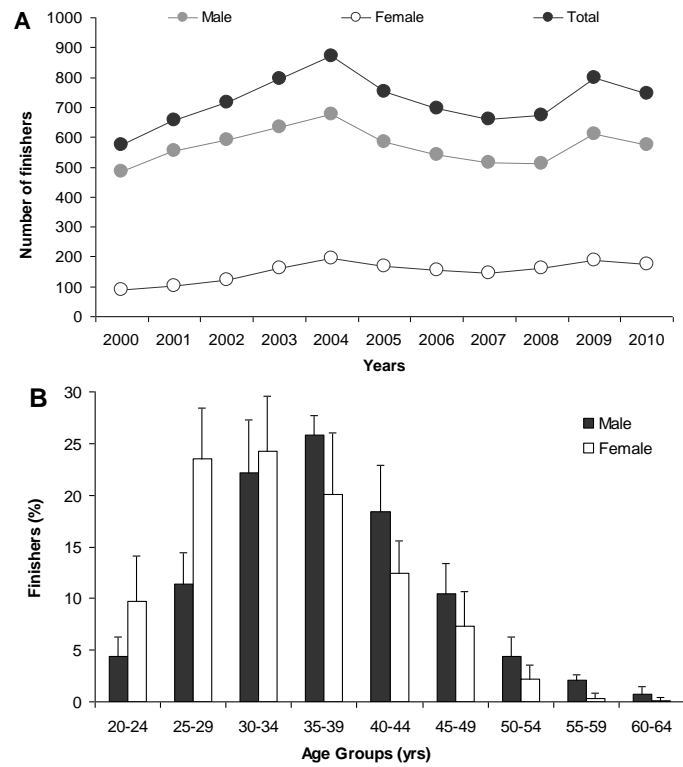 A
Male Female Total
1000
900
800
700
600
500
400
300
200
100
0
Number of finishers
2000 2001 2002 2003 2004 2005 2006 2007 2008 2009 2010
Years
B
30
25
20
15
10
5
0
Finishers (%)
Male
Female
20-24 25-29 30-34 35-39 40-44 45-49 50-54 55-59 60-64
Age Groups (yrs)